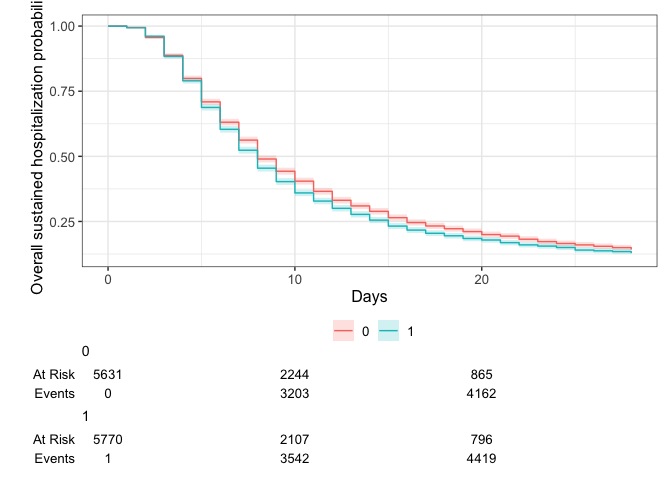 Overall sustained hospitalization probabili
1.00
0.75
0.50
0.25
0 10 20
Days
0 1
0
At Risk 5631 2244 865
Events 0 3203 4162
1
At Risk 5770 2107 796
Events 1 3542 4419